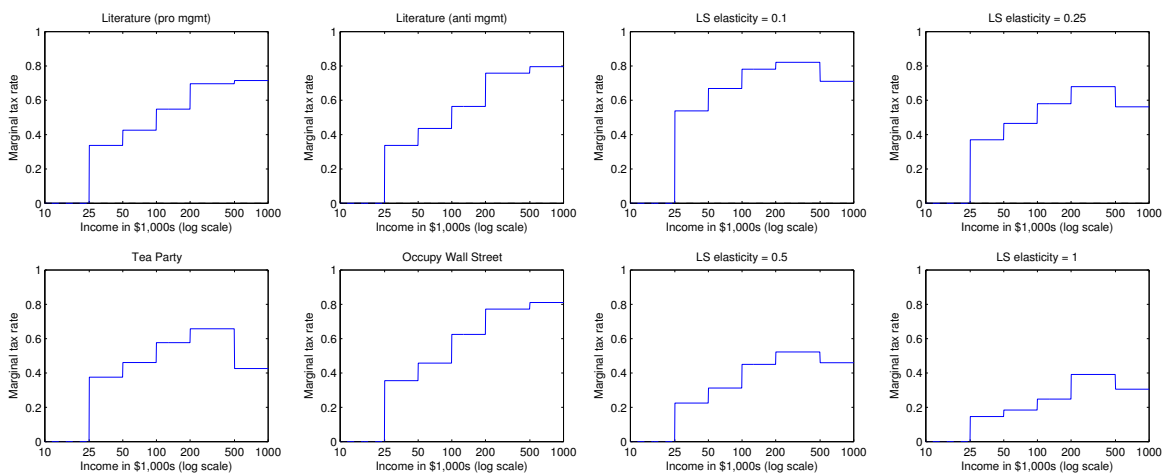 Literature (pro mgmt)
1
0.8
0.6
0.4
0.2
0
Marginal tax rate
10 25 50 100 200 500 1000
Income in $1,000s (log scale)
Literature (anti mgmt)
1
0.8
0.6
0.4
0.2
0
Marginal tax rate
10 25 50 100 200 500 1000
Income in $1,000s (log scale)
LS elasticity = 0.1
1
0.8
0.6
0.4
0.2
0
Marginal tax rate
10 25 50 100 200 500 1000
Income in $1,000s (log scale)
LS elasticity = 0.25
1
0.8
0.6
0.4
0.2
0
Marginal tax rate
10 25 50 100 200 500 1000
Income in $1,000s (log scale)
Tea Party
1
0.8
0.6
0.4
0.2
0
Marginal tax rate
10 25 50 100 200 500 1000
Income in $1,000s (log scale)
Occupy Wall Street
1
0.8
0.6
0.4
0.2
0
Marginal tax rate
10 25 50 100 200 500 1000
Income in $1,000s (log scale)
LS elasticity = 0.5
1
0.8
0.6
0.4
0.2
0
Marginal tax rate
10 25 50 100 200 500 1000
Income in $1,000s (log scale)
LS elasticity = 1
1
0.8
0.6
0.4
0.2
0
Marginal tax rate
10 25 50 100 200 500 1000
Income in $1,000s (log scale)